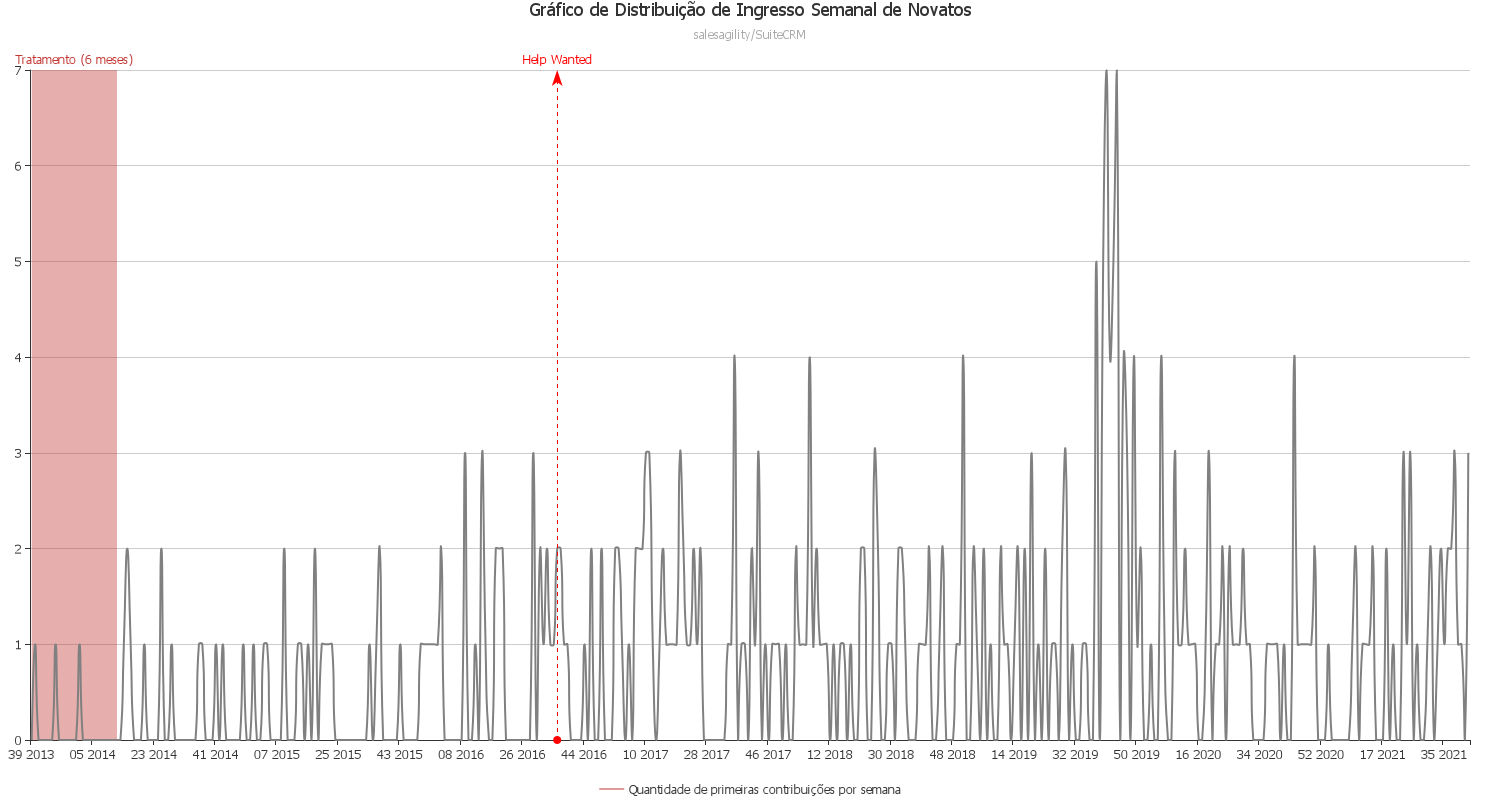 Gráfico de Distribuição de Ingresso Semanal de Novatos
salesagility/SuiteCRM
Tratamento (6 meses)
Help Wanted
7
6
5
4
3
2
1
0
39 2013 05 2014 23 2014 41 2014 07 2015 25 2015 43 2015 08 2016 26 2016 44 2016 10 2017 28 2017 46 2017 12 2018 30 2018 48 2018 14 2019 32 2019 50 2019 16 2020 34 2020 52 2020 17 2021 35 2021
Quantidade de primeiras contribuições por semana